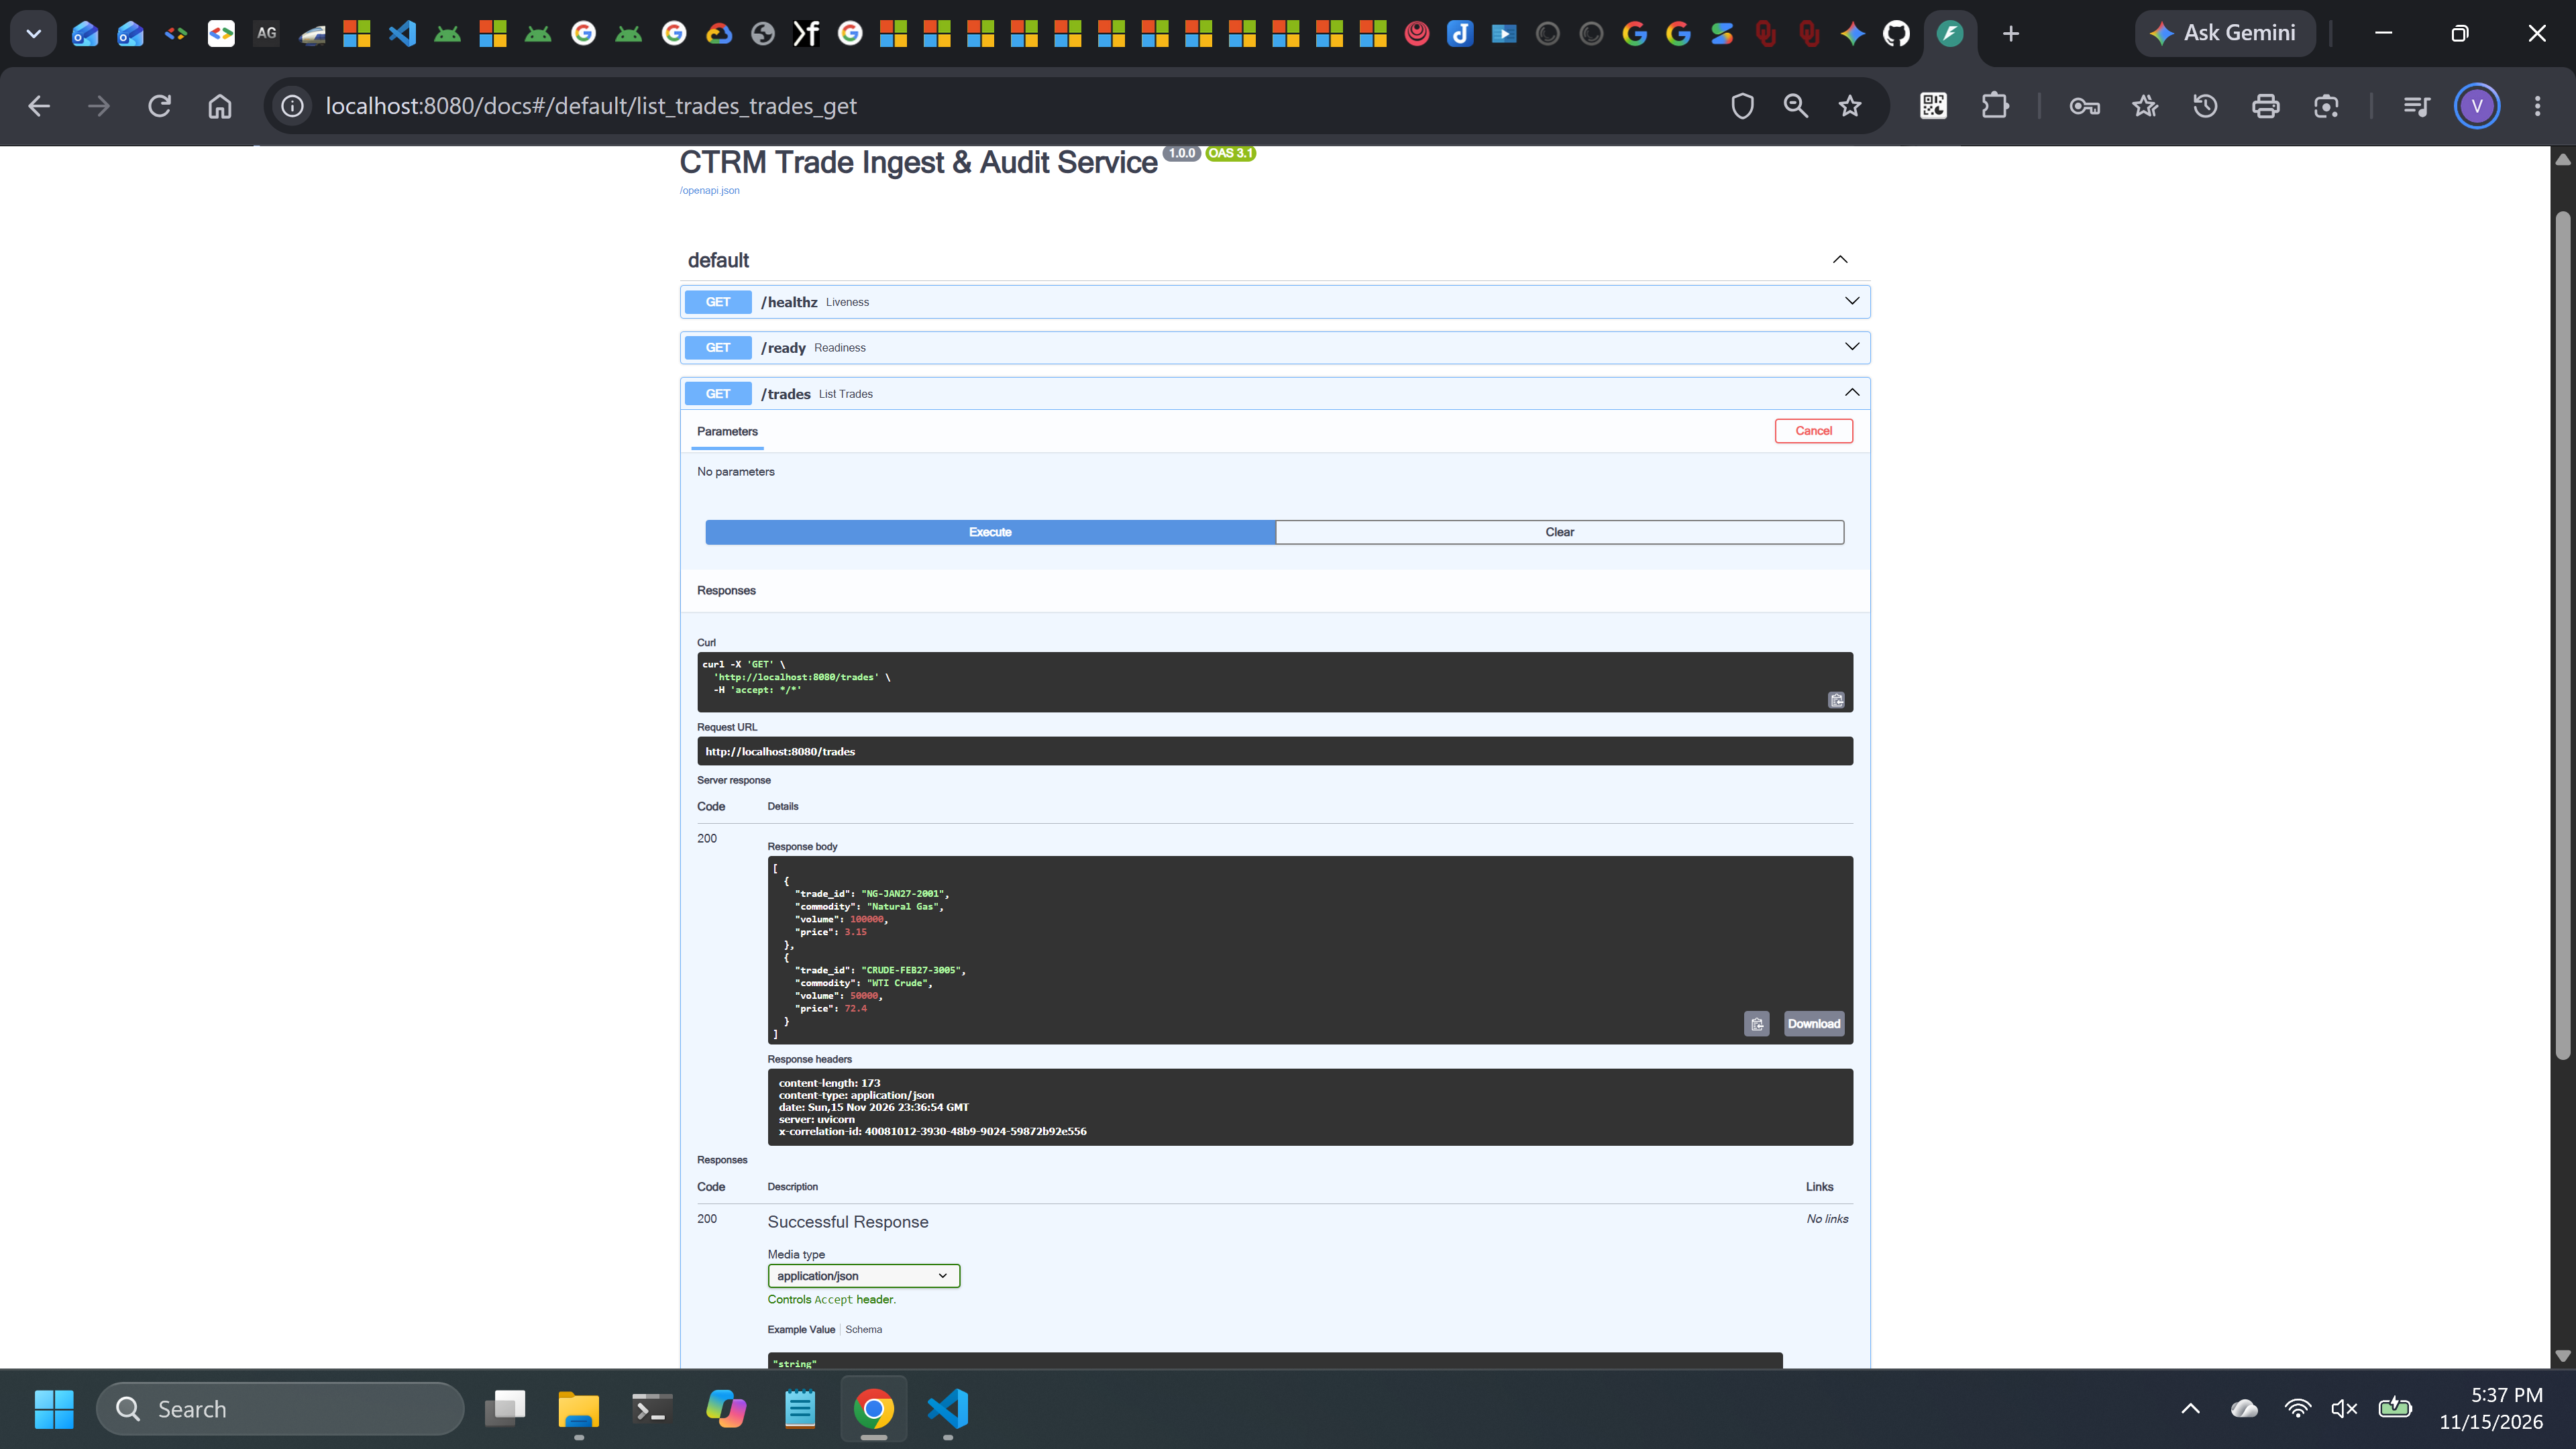 AG
Ask Gemini
localhost:8080/docs#/default/list_trades_trades_get
V
CTRM Trade Ingest & Audit Service 1.0.0 OAS 3.1
/openapi.json
default
GET /healthz Liveness
GET /ready Readiness
GET /trades List Trades
Parameters
Cancel
No parameters
Execute
Clear
Responses
Curl
curl -X 'GET' \
'http://localhost:8080/trades' \
-H 'accept: */*'
Request URL
http://localhost:8080/trades
Server response
Code Details
200
Response body
[
{
"trade_id": "NG-JAN27-2001",
"commodity": "Natural Gas",
"volume": 100000,
"price": 3.15
},
{
"trade_id": "CRUDE-FEB27-3005",
"commodity": "WTI Crude",
"volume": 50000,
"price": 72.4
}
]
Download
Response headers
content-length: 173
content-type: application/json
date: Sun,15 Nov 2026 23:36:54 GMT
server: uvicorn
x-correlation-id: 40081012-3930-48b9-9024-59872b92e556
Responses
Code Description Links
200 Successful Response No links
Media type
application/json
Controls Accept header.
Example Value Schema
"string"
Search
5:37 PM
11/15/2026